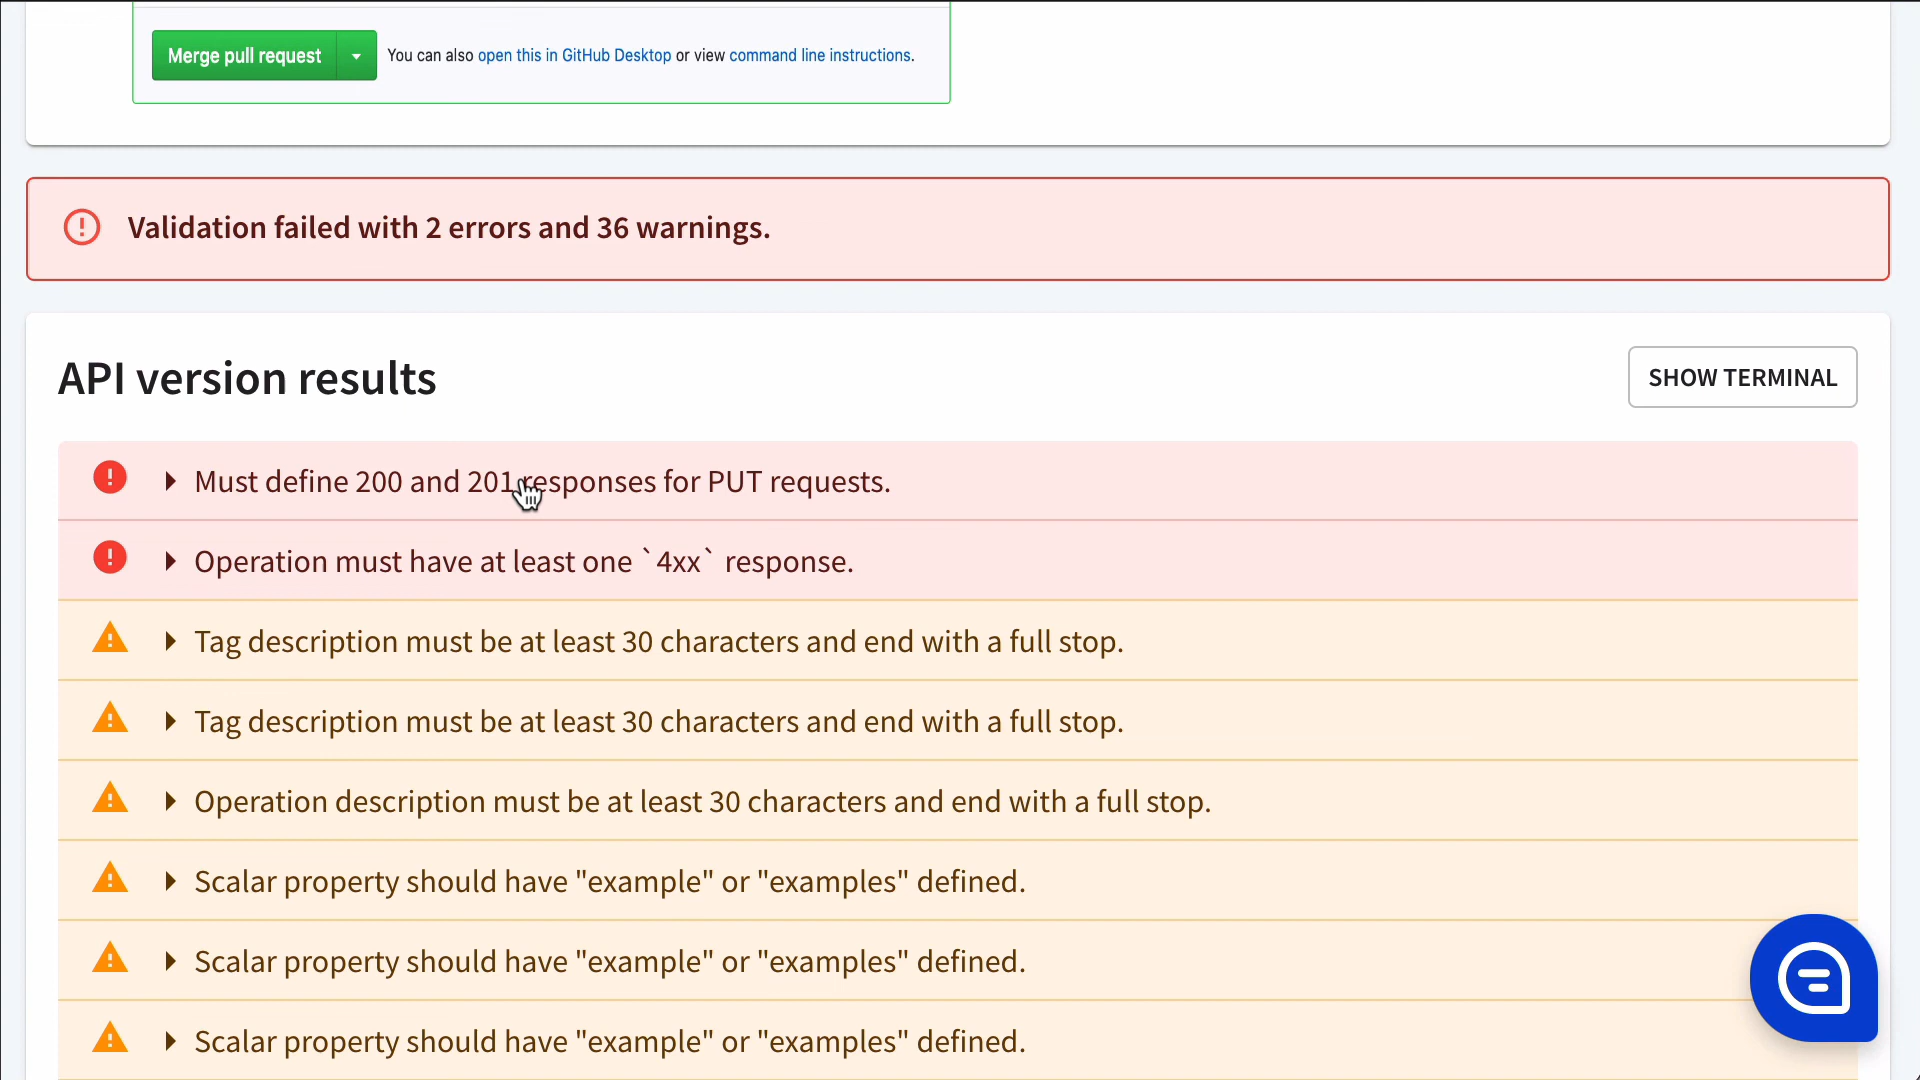 Merge pull request You can also open this in GitHub Desktop or view command line instructions.
Validation failed with 2 errors and 36 warnings.
API version results
SHOW TERMINAL
Must define 200 and 201 responses for PUT requests.
Operation must have at least one `4xx` response.
Tag description must be at least 30 characters and end with a full stop.
Tag description must be at least 30 characters and end with a full stop.
Operation description must be at least 30 characters and end with a full stop.
Scalar property should have "example" or "examples" defined.
Scalar property should have "example" or "examples" defined.
Scalar property should have "example" or "examples" defined.